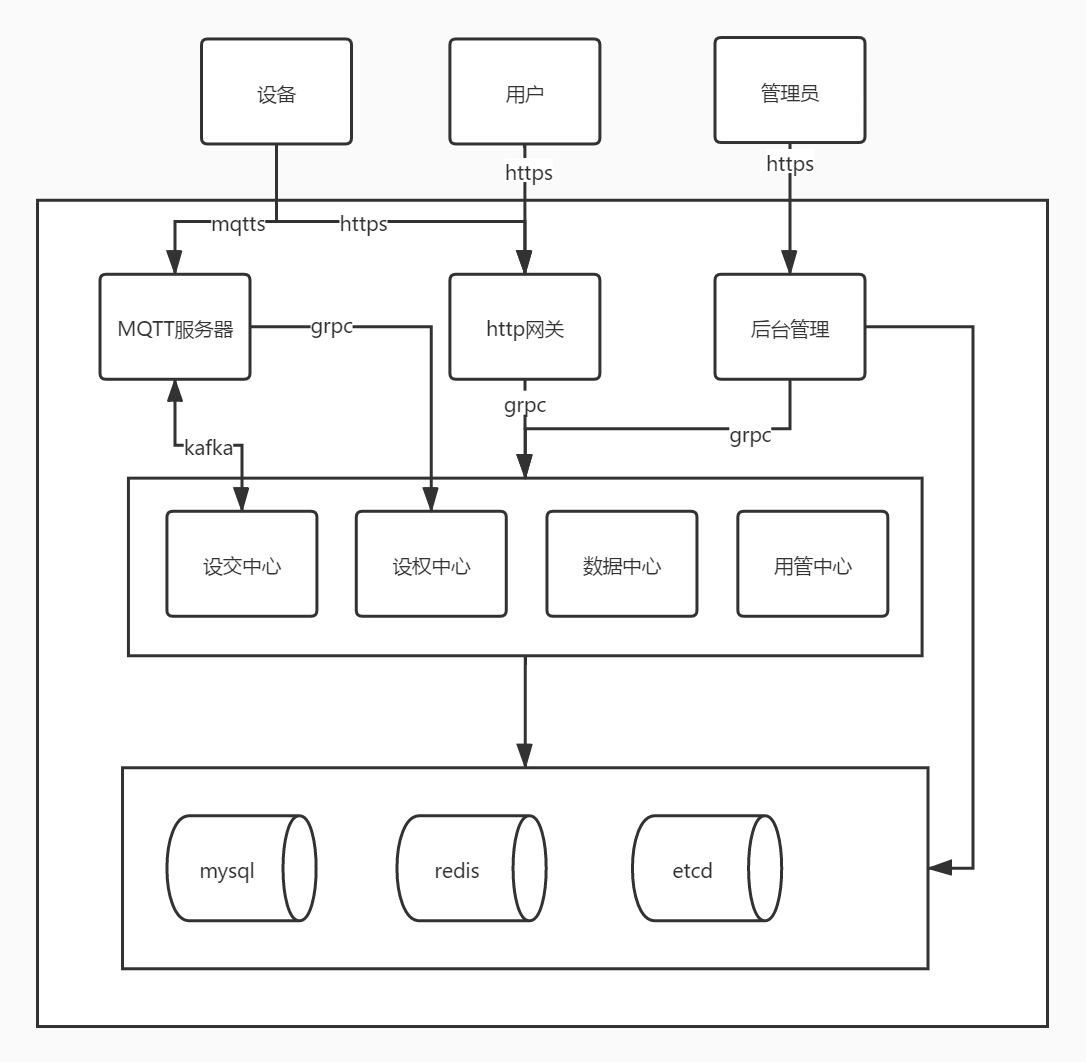 设备
用户
管理员
https
https
mqtts
https
MQTT服务器
grpc
http网关
后台管理
grpc
grpc
kafka
设交中心
设权中心
数据中心
用管中心
mysql
redis
etcd